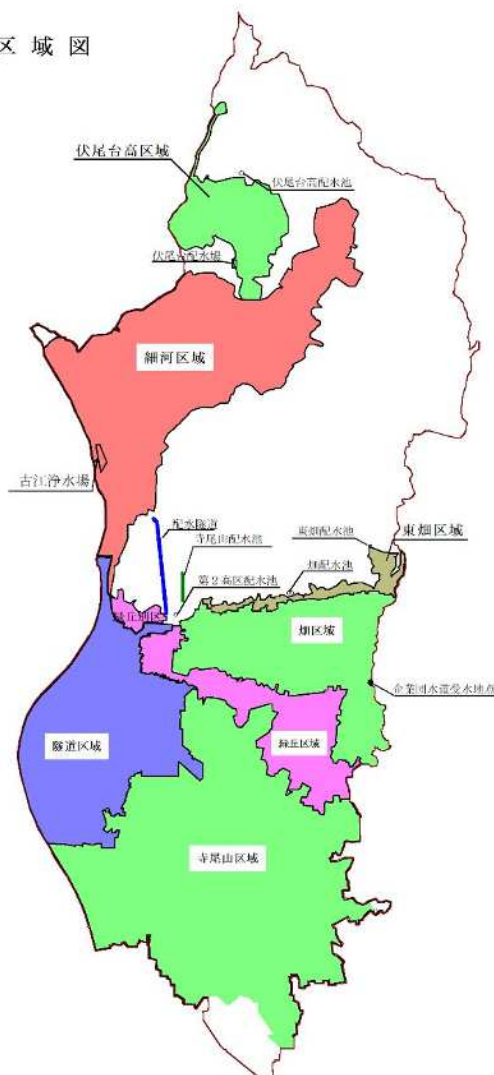 区域図
伏尾台高区域
伏尾台高配水池
伏尾台配水場
細河区域
古江浄水場
配水隧道
寺尾山配水池
東畑配水池
東畑区域
第2高区配水池
畑配水池
畑区域
企業団水道受水地点
隧道区域
緑丘区域
寺尾山区域